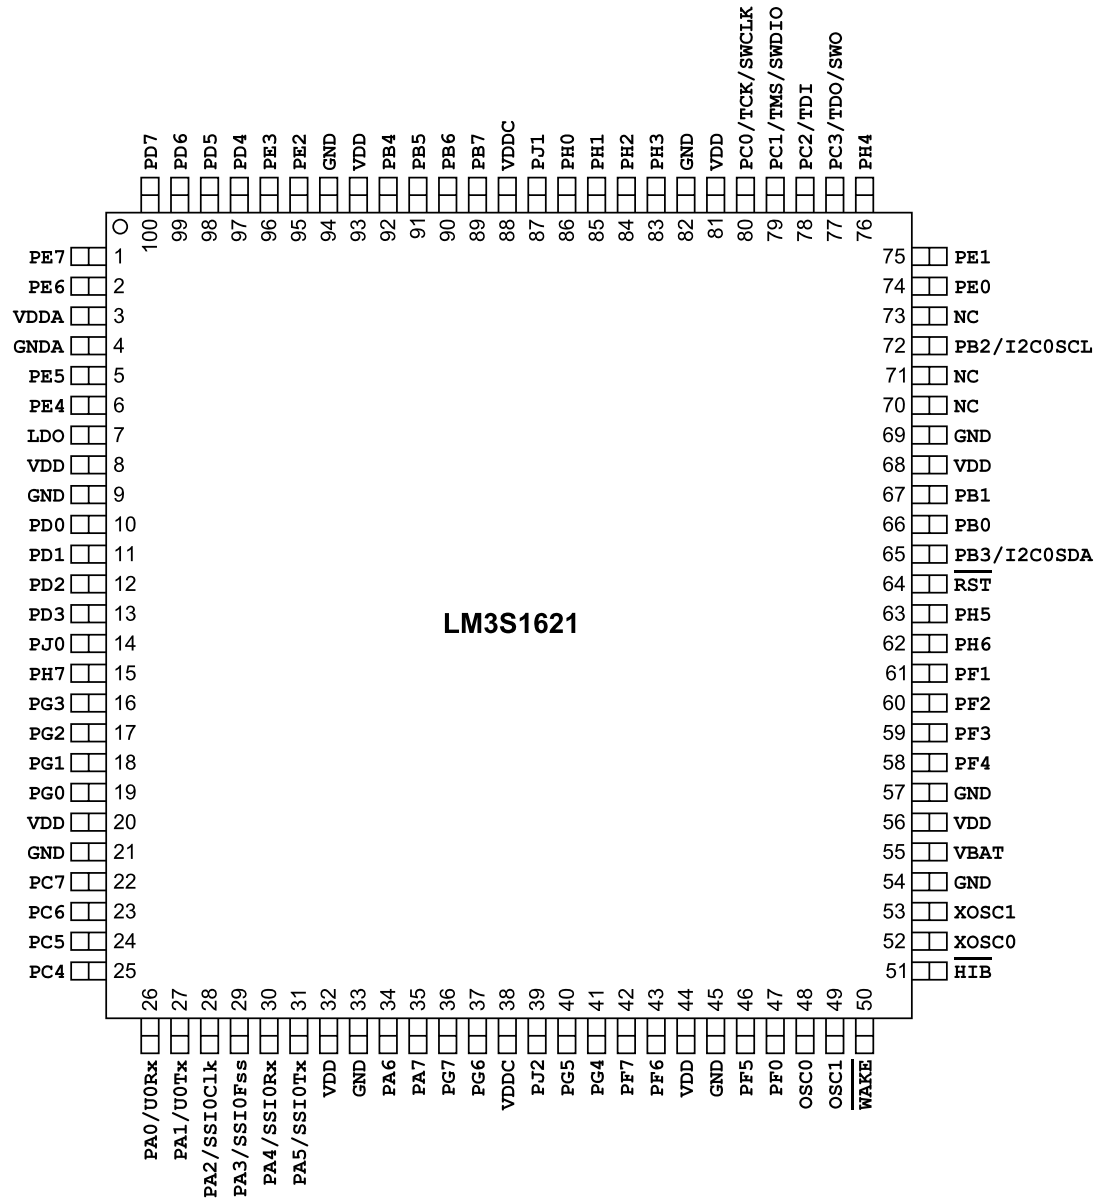 PD7
PD6
PD5
PD4
PE3
PE2
GND
VDD
PB4
PB5
PB6
PB7
VDDC
PJ1
PH0
PH1
PH2
PH3
GND
VDD
PC0/TCK/SWCLK
PC1/TMS/SWDIO
PC2/TDI
PC3/TDO/SWO
PH4
100
99
98
97
96
95
94
93
92
91
90
89
88
87
86
85
84
83
82
81
80
79
78
77
76
PE7 1
PE6 2
VDDA 3
GNDA 4
PE5 5
PE4 6
LDO 7
VDD 8
GND 9
PD0 10
PD1 11
PD2 12
PD3 13
PJ0 14
PH7 15
PG3 16
PG2 17
PG1 18
PG0 19
VDD 20
GND 21
PC7 22
PC6 23
PC5 24
PC4 25
LM3S1621
75 PE1
74 PE0
73 NC
72 PB2/I2C0SCL
71 NC
70 NC
69 GND
68 VDD
67 PB1
66 PB0
65 PB3/I2C0SDA
64 RST
63 PH5
62 PH6
61 PF1
60 PF2
59 PF3
58 PF4
57 GND
56 VDD
55 VBAT
54 GND
53 XOSC1
52 XOSC0
51 HIB
26
27
28
29
30
31
32
33
34
35
36
37
38
39
40
41
42
43
44
45
46
47
48
49
50
PA0/U0Rx
PA1/U0Tx
PA2/SSI0Clk
PA3/SSI0Fss
PA4/SSI0Rx
PA5/SSI0Tx
VDD
GND
PA6
PA7
PG7
PG6
VDDC
PJ2
PG5
PG4
PF7
PF6
VDD
GND
PF5
PF0
OSC0
OSC1
WAKE